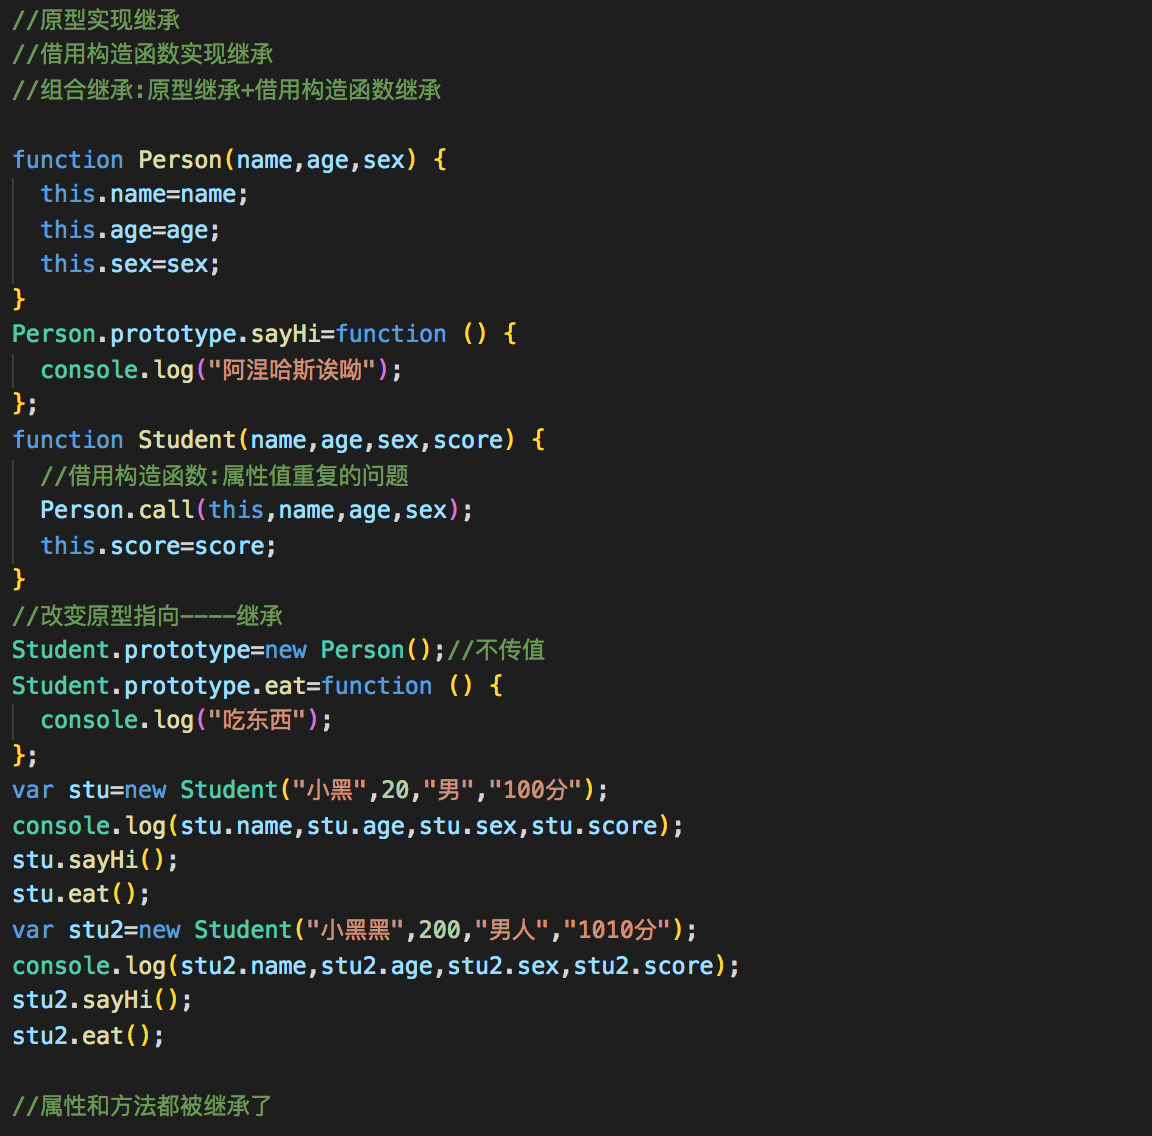 //原型实现继承
//借用构造函数实现继承
//组合继承:原型继承+借用构造函数继承
function Person(name,age,sex) {
this.name=name;
this.age=age;
this.sex=sex;
}
Person.prototype.sayHi=function () {
console.log("阿涅哈斯诶呦");
};
function Student(name,age,sex,score) {
//借用构造函数:属性值重复的问题
Person.call(this,name,age,sex);
this.score=score;
}
//改变原型指向----继承
Student.prototype=new Person();//不传值
Student.prototype.eat=function () {
console.log("吃东西");
};
var stu=new Student("小黑",20,"男","100分");
console.log(stu.name,stu.age,stu.sex,stu.score);
stu.sayHi();
stu.eat();
var stu2=new Student("小黑黑",200,"男人","1010分");
console.log(stu2.name,stu2.age,stu2.sex,stu2.score);
stu2.sayHi();
stu2.eat();
//属性和方法都被继承了